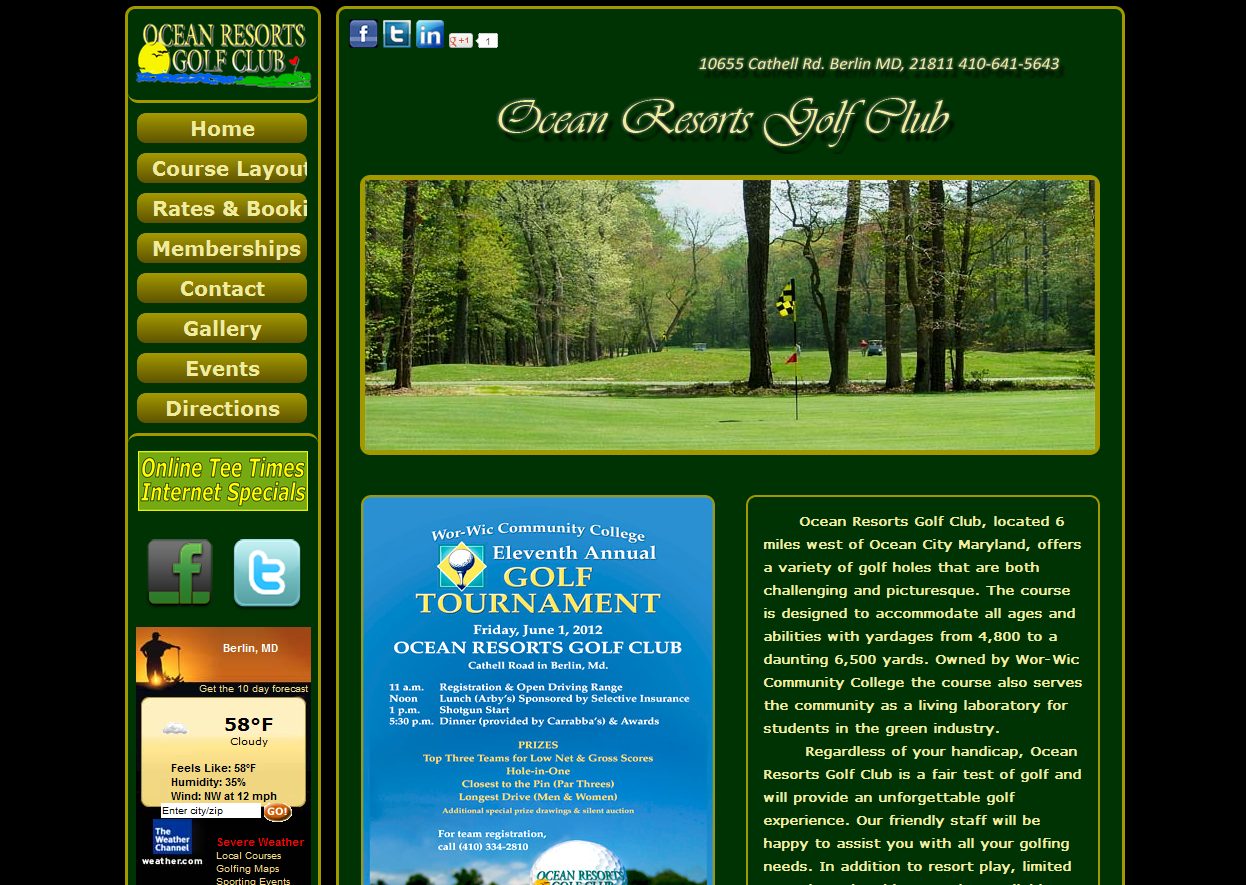 OCEAN RESORTS
GOLF CLUB
Home
Course Layout
Rates & Booki
Memberships
Contact
Gallery
Events
Directions
Online Tee Times
Internet Specials
Berlin, MD
Get the 10 day forecast
58°F
Cloudy
Feels Like: 58°F
Humidity: 35%
Wind: NW at 12 mph
Enter city/zip GO!
The
Weather
Channel
weather.com
Severe Weather
Local Courses
Golfing Maps
Sporting Events
g +1 1
10655 Cathell Rd. Berlin MD, 21811 410-641-5643
Ocean Resorts Golf Club
Wor-Wic Community College
Eleventh Annual
GOLF
TOURNAMENT
Friday, June 1, 2012
OCEAN RESORTS GOLF CLUB
Cathell Road in Berlin, Md.
11 a.m. Registration & Open Driving Range
Noon Lunch (Arby's) Sponsored by Selective Insurance
1 p.m. Shotgun Start
5:30 p.m. Dinner (provided by Carrabba's) & Awards
PRIZES
Top Three Teams for Low Net & Gross Scores
Hole-in-One
Closest to the Pin (Par Threes)
Longest Drive (Men & Women)
Additional special prize drawings & silent auction
For team registration,
call (410) 334-2810
OCEAN RESORTS
Ocean Resorts Golf Club, located 6
miles west of Ocean City Maryland, offers
a variety of golf holes that are both
challenging and picturesque. The course
is designed to accommodate all ages and
abilities with yardages from 4,800 to a
daunting 6,500 yards. Owned by Wor-Wic
Community College the course also serves
the community as a living laboratory for
students in the green industry.
Regardless of your handicap, Ocean
Resorts Golf Club is a fair test of golf and
will provide an unforgettable golf
experience. Our friendly staff will be
happy to assist you with all your golfing
needs. In addition to resort play, limited